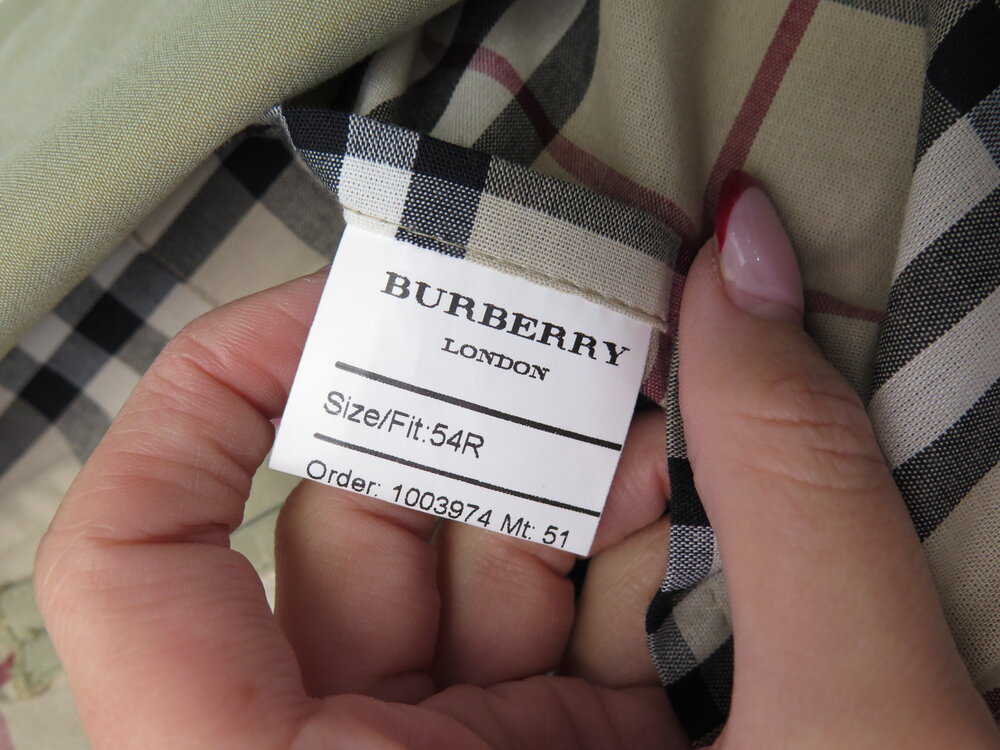 BURBERRY
LONDON
Size/Fit:54R
Order: 1003974 Mt: 51